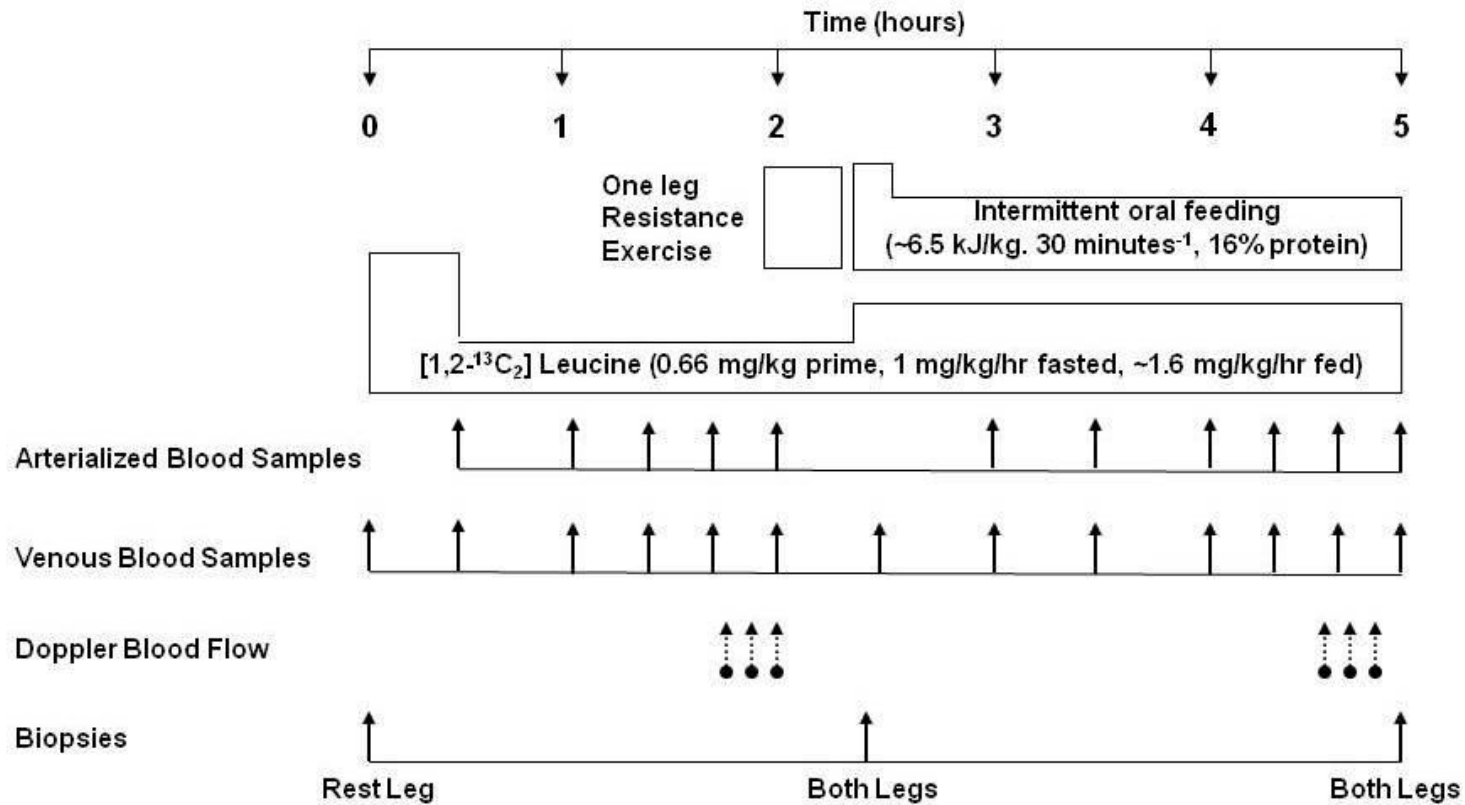 Time (hours)
0 1 2 3 4 5
One leg
Resistance
Exercise
Intermittent oral feeding
(~6.5 kJ/kg. 30 minutes⁻¹, 16% protein)
[1,2-¹³C₂] Leucine (0.66 mg/kg prime, 1 mg/kg/hr fasted, ~1.6 mg/kg/hr fed)
Arterialized Blood Samples
Venous Blood Samples
Doppler Blood Flow
Biopsies
Rest Leg Both Legs Both Legs